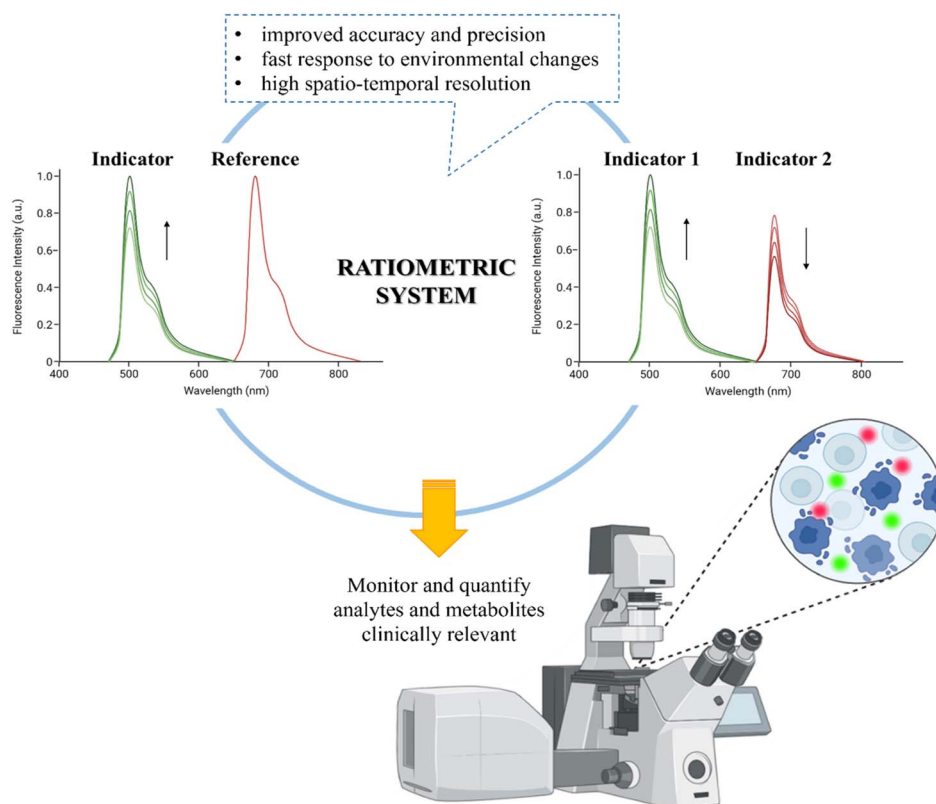 • improved accuracy and precision
• fast response to environmental changes
• high spatio-temporal resolution
Indicator
Reference
Fluorescence Intensity (a.u.)
1.0
0.8
0.6
0.4
0.2
0
400
500
600
700
800
Wavelength (nm)
RATIOMETRIC
SYSTEM
Indicator 1
Indicator 2
Fluorescence Intensity (a.u.)
1.0
0.8
0.6
0.4
0.2
0
400
500
600
700
800
Wavelength (nm)
Monitor and quantify
analytes and metabolites
clinically relevant